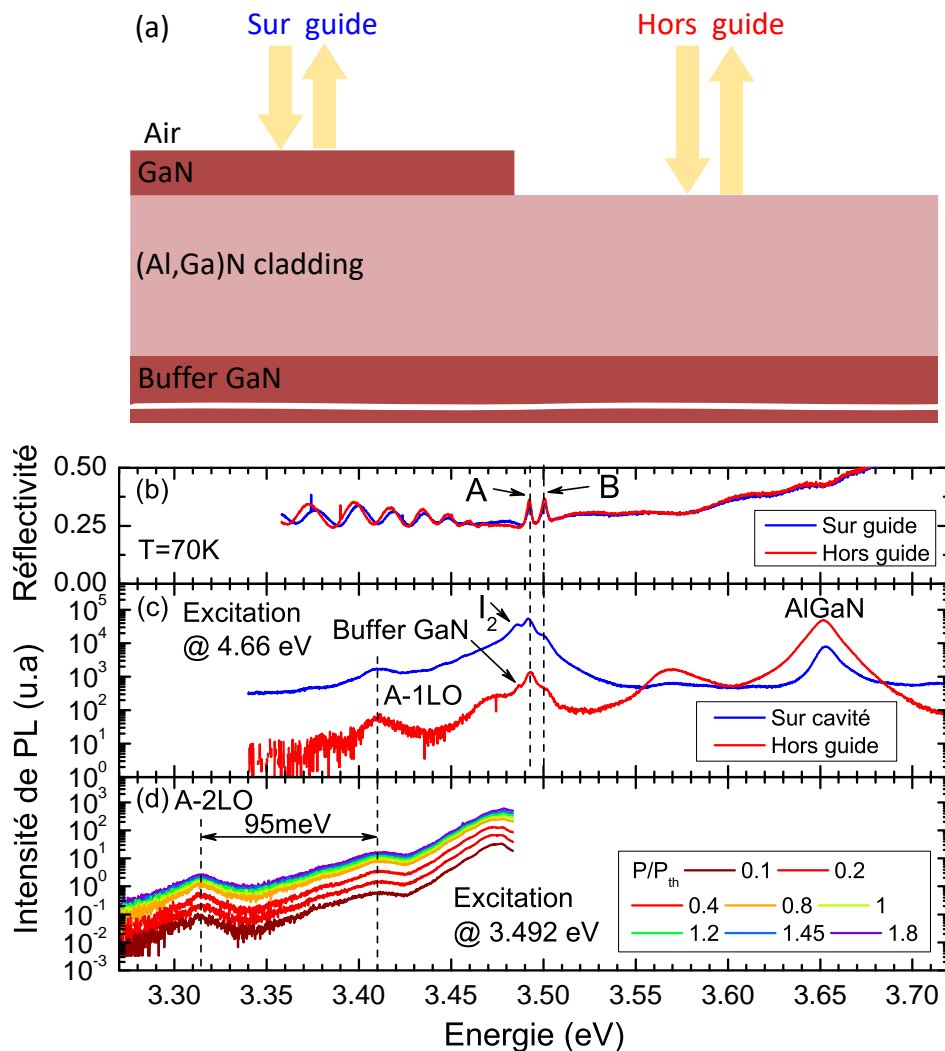 (a)
Sur guide
Hors guide
Air
GaN
(Al,Ga)N cladding
Buffer GaN
Réflectivité
0.50
0.25
0.00
(b)
A
B
T=70K
Sur guide
Hors guide
Intensité de PL (u.a)
10^5
10^4
10^3
10^2
10^1
10^0
(c)
Excitation
@ 4.66 eV
I_2
Buffer GaN
A-1LO
AlGaN
Sur cavité
Hors guide
10^3
10^2
10^1
10^0
10^-1
10^-2
10^-3
(d)
A-2LO
95meV
Excitation
@ 3.492 eV
P/P_th
0.1
0.2
0.4
0.8
1
1.2
1.45
1.8
3.30
3.35
3.40
3.45
3.50
3.55
3.60
3.65
3.70
Energie (eV)